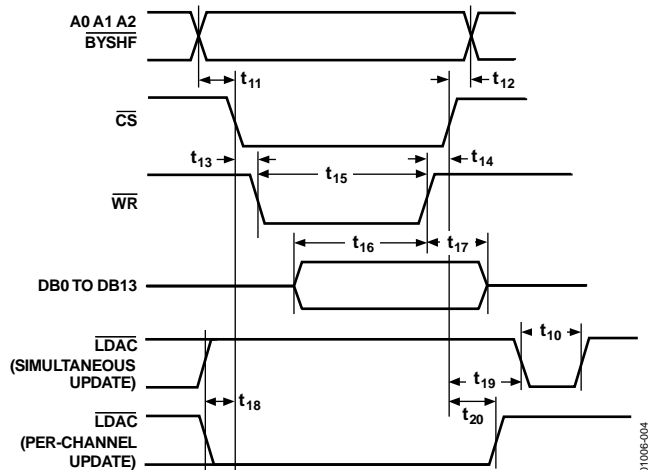 A0 A1 A2
BYSHF
t11
t12
CS
t13
t15
t14
WR
t16
t17
DB0 TO DB13
LDAC
(SIMULTANEOUS
UPDATE)
t10
t19
t18
t20
LDAC
(PER-CHANNEL
UPDATE)
01006-004